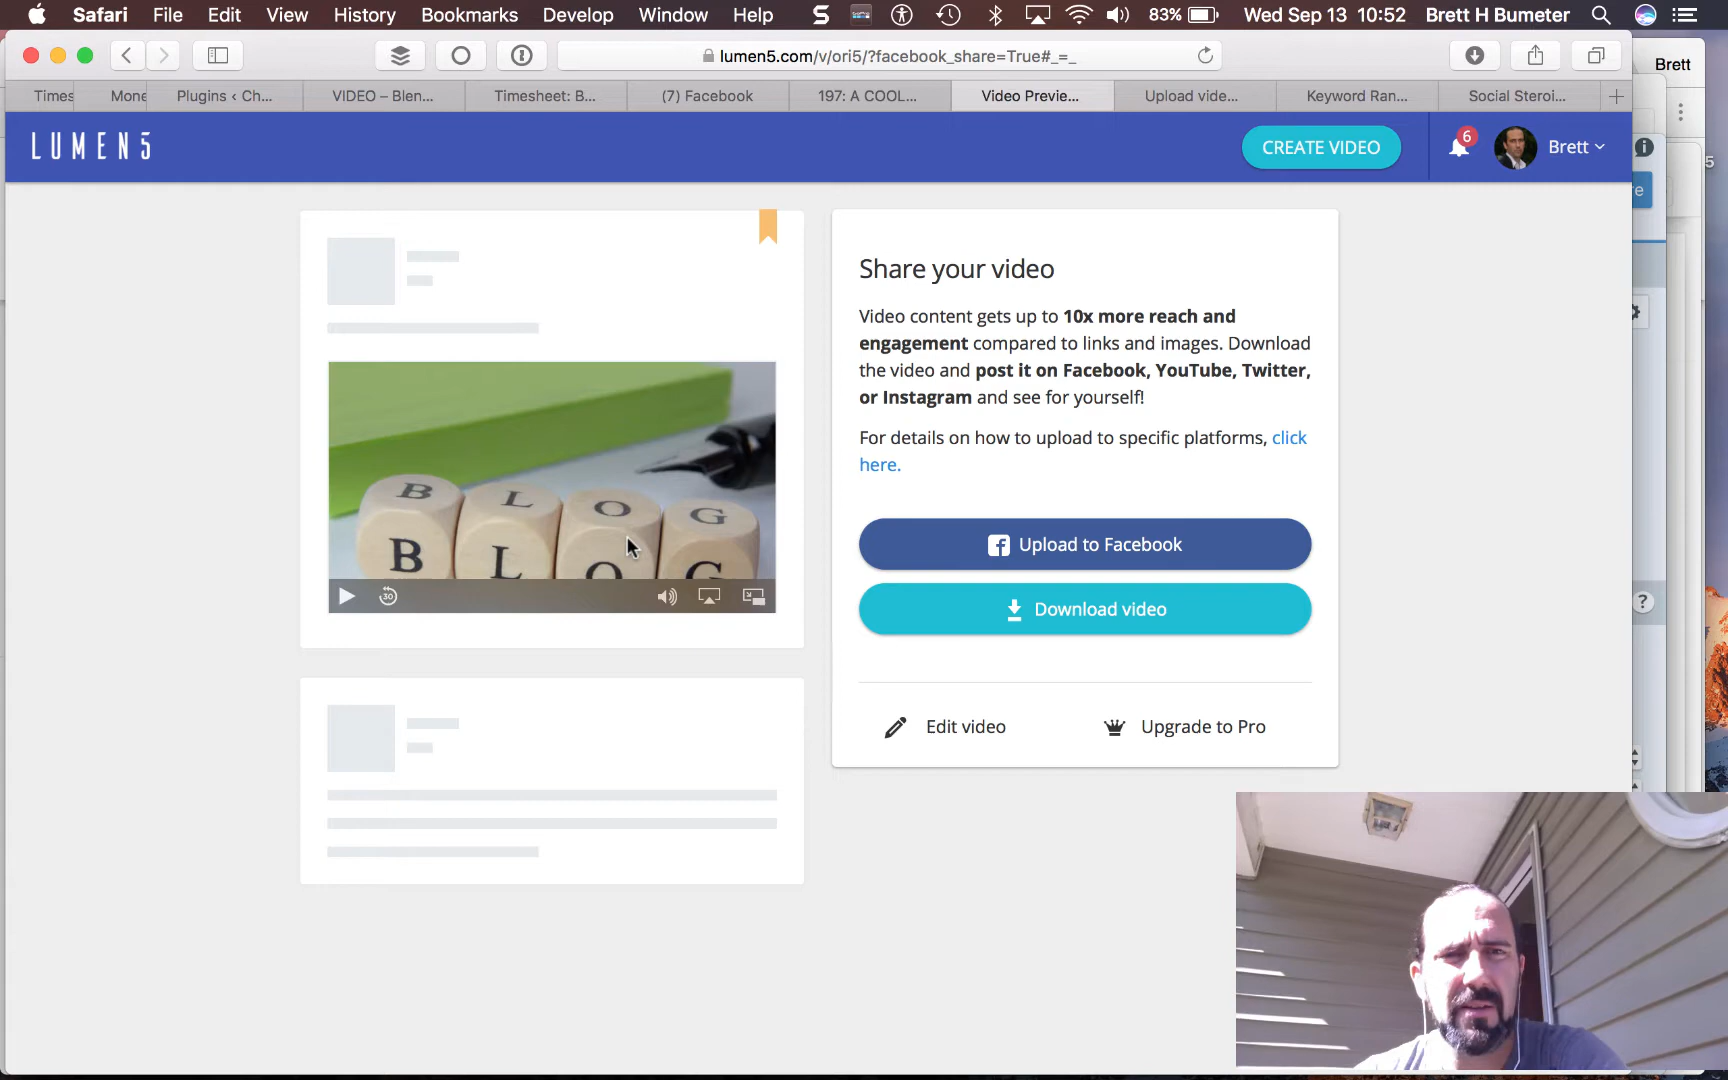 Safari File Edit View History Bookmarks Develop Window Help S 83% Wed Sep 13 10:52 Brett H Bumeter
lumen5.com/v/ori5/?facebook_share=True#_=_
Brett
Times Mone Plugins ‹ Ch... VIDEO – Blen... Timesheet: B... (7) Facebook 197: A COOL... Video Previe... Upload vide... Keyword Ran... Social Steroi... +
LUMEN5 CREATE VIDEO 6 Brett
Share your video
Video content gets up to 10x more reach and
engagement compared to links and images. Download
the video and post it on Facebook, YouTube, Twitter,
or Instagram and see for yourself!
For details on how to upload to specific platforms, click
here.
B L O G
B L O G
30
Upload to Facebook
Download video
Edit video Upgrade to Pro
?